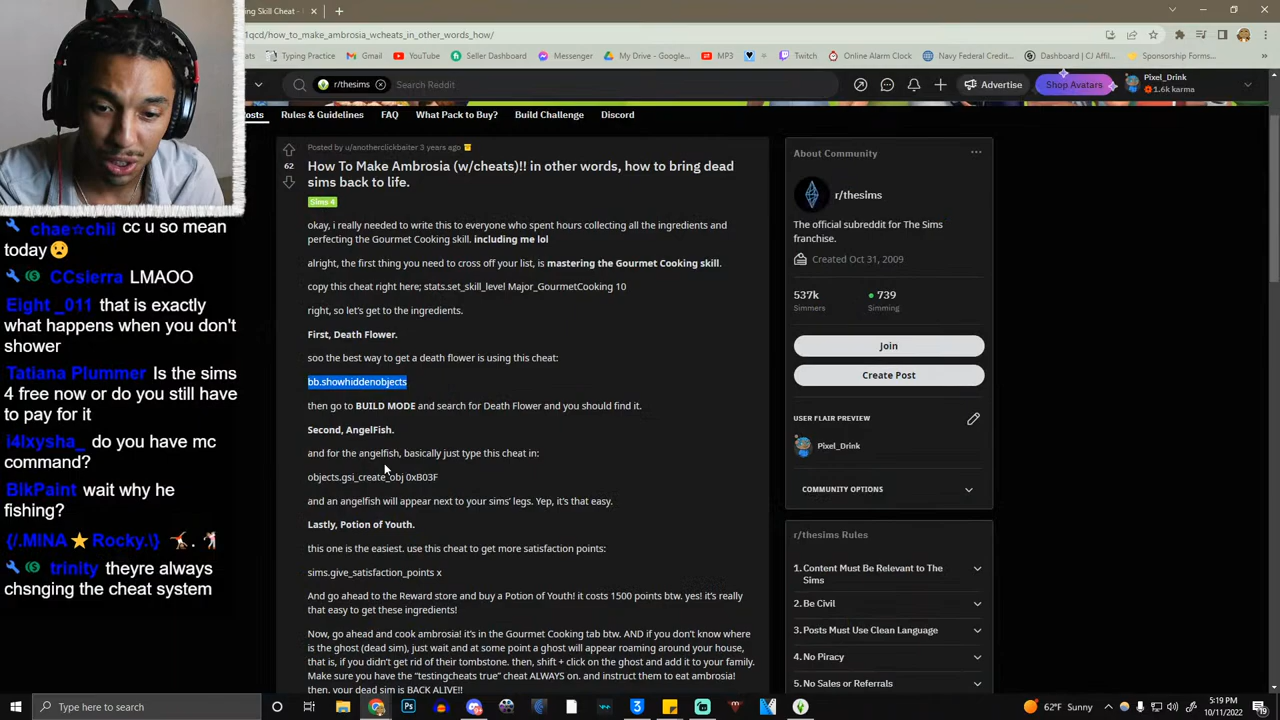 ing Skill Cheat -
1qcd/how_to_make_ambrosia_wcheats_in_other_words_how/
Typing Practice
Gmail
YouTube
Seller Dashboard
Messenger
My Drive - Google...
MP3
Twitch
Online Alarm Clock
Navy Federal Credit...
Dashboard | CJ Affil...
Sponsorship Forms...
r/thesims
Search Reddit
Advertise
Shop Avatars
Pixel_Drink
1.6k karma
osts
Rules & Guidelines
FAQ
What Pack to Buy?
Build Challenge
Discord
62
Posted by u/anotherclickbaiter 3 years ago
How To Make Ambrosia (w/cheats)!! in other words, how to bring dead
sims back to life.
Sims 4
okay, i really needed to write this to everyone who spent hours collecting all the ingredients and
perfecting the Gourmet Cooking skill. including me lol
alright, the first thing you need to cross off your list, is mastering the Gourmet Cooking skill.
copy this cheat right here; stats.set_skill_level Major_GourmetCooking 10
right, so let's get to the ingredients.
First, Death Flower.
soo the best way to get a death flower is using this cheat:
bb.showhiddenobjects
then go to BUILD MODE and search for Death Flower and you should find it.
Second, AngelFish.
and for the angelfish, basically just type this cheat in:
objects.gsi_create_obj 0xB03F
and an angelfish will appear next to your sims' legs. Yep, it's that easy.
Lastly, Potion of Youth.
this one is the easiest. use this cheat to get more satisfaction points:
sims.give_satisfaction_points x
And go ahead to the Reward store and buy a Potion of Youth! it costs 1500 points btw. yes! it's really
that easy to get these ingredients!
Now, go ahead and cook ambrosia! it's in the Gourmet Cooking tab btw. AND if you don't know where
is the ghost (dead sim), just wait and at some point a ghost will appear roaming around your house,
that is, if you didn't get rid of their tombstone. then, shift + click on the ghost and add it to your family.
Make sure you have the "testingcheats true" cheat ALWAYS on. and instruct them to eat ambrosia!
then, your dead sim is BACK ALIVE!!
About Community
r/thesims
The official subreddit for The Sims
franchise.
Created Oct 31, 2009
537k
739
Simmers
Simming
Join
Create Post
USER FLAIR PREVIEW
Pixel_Drink
COMMUNITY OPTIONS
r/thesims Rules
1. Content Must Be Relevant to The
Sims
2. Be Civil
3. Posts Must Use Clean Language
4. No Piracy
5. No Sales or Referrals
chae☆chii cc u so mean
today😧
CCsierra LMAOO
Eight _011 that is exactly
what happens when you don't
shower
Tatiana Plummer Is the sims
4 free now or do you still have
to pay for it
i4lxysha_ do you have mc
command?
BlkPaint wait why he
fishing?
{/.MINA⭐Rocky.\}
trinity theyre always
chsnging the cheat system
Type here to search
62°F Sunny
5:19 PM
10/11/2022